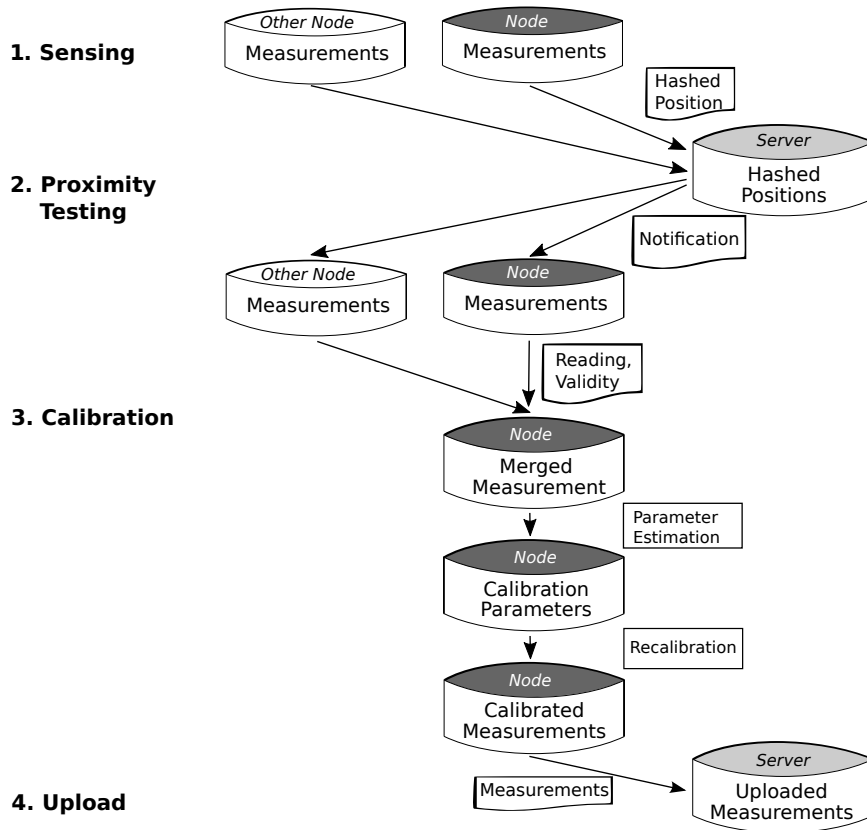 1. Sensing
Other Node
Measurements
Node
Measurements
Hashed
Position
Server
Hashed
Positions
2. Proximity
Testing
Notification
Other Node
Measurements
Node
Measurements
Reading,
Validity
3. Calibration
Node
Merged
Measurement
Parameter
Estimation
Node
Calibration
Parameters
Recalibration
Node
Calibrated
Measurements
Measurements
Server
Uploaded
Measurements
4. Upload